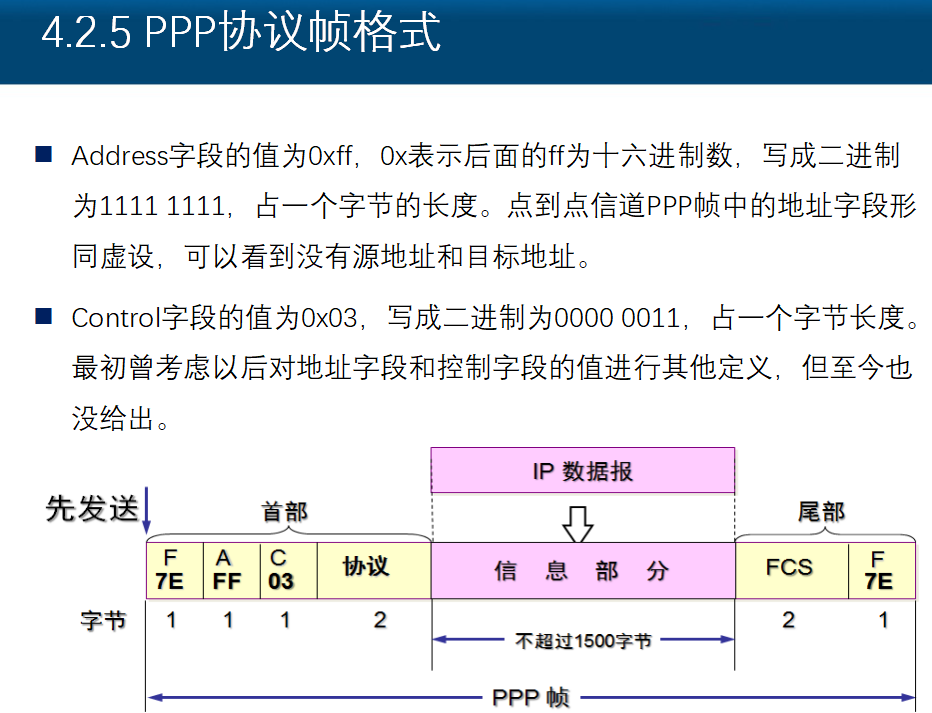 4.2.5 PPP协议帧格式
Address字段的值为0xff，0x表示后面的ff为十六进制数，写成二进制
为1111 1111，占一个字节的长度。点到点信道PPP帧中的地址字段形
同虚设，可以看到没有源地址和目标地址。
Control字段的值为0x03，写成二进制为0000 0011，占一个字节长度。
最初曾考虑以后对地址字段和控制字段的值进行其他定义，但至今也
没给出。
IP 数据报
先发送
首部
尾部
F A C 协议 信息部分 FCS F
7E FF 03 7E
字节 1 1 1 2 不超过1500字节 2 1
PPP 帧